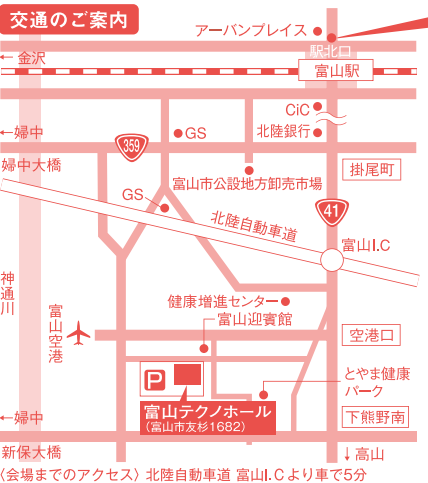 交通のご案内
アーバンプレイス
駅北口
←金沢
富山駅
CiC
北陸銀行
←婦中
359
GS
婦中大橋
掛尾町
富山市公設地方卸売市場
GS
41
北陸自動車道
富山I.C
神通川
健康増進センター
富山迎賓館
富山空港
空港口
P
とやま健康
パーク
富山テクノホール
(富山市友杉1682)
←婦中
下熊野南
新保大橋
↓高山
〈会場までのアクセス〉北陸自動車道 富山I.Cより車で5分